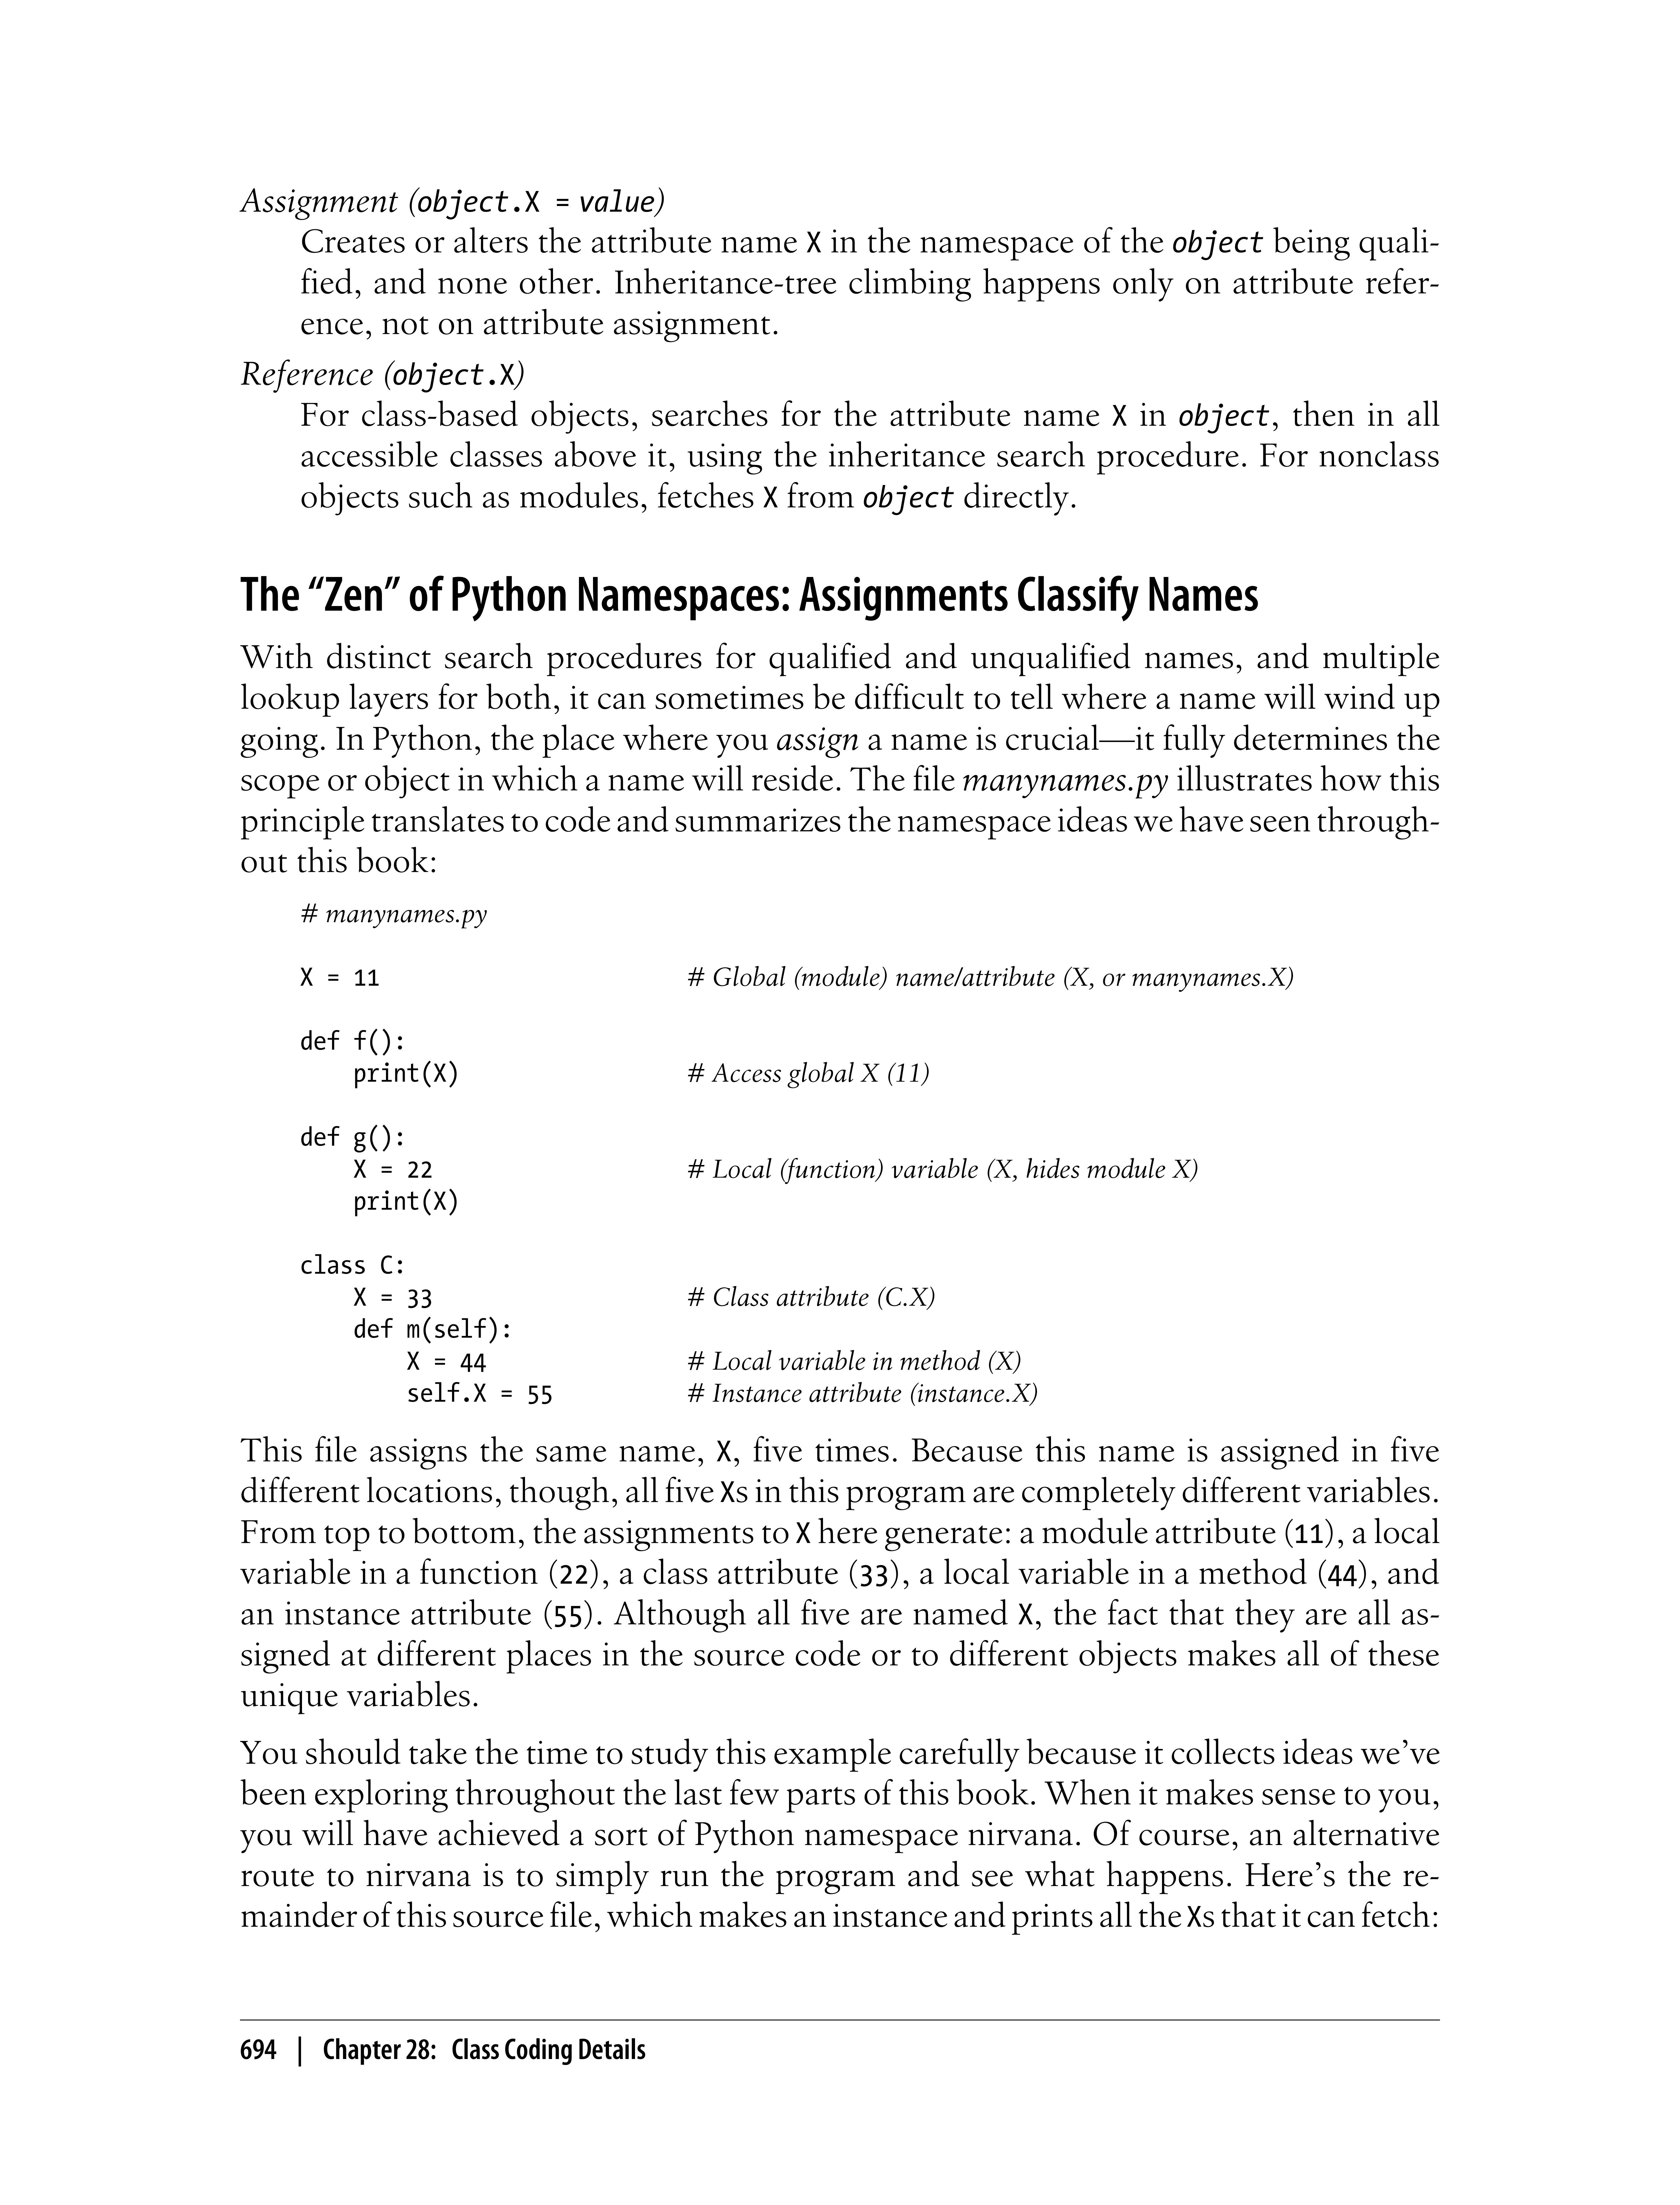 Assignment (object.X = value)
Creates or alters the attribute name X in the namespace of the object being quali-
fied, and none other. Inheritance-tree climbing happens only on attribute refer-
ence, not on attribute assignment.
Reference (object.X)
For class-based objects, searches for the attribute name X in object, then in all
accessible classes above it, using the inheritance search procedure. For nonclass
objects such as modules, fetches X from object directly.
The “Zen” of Python Namespaces: Assignments Classify Names
With distinct search procedures for qualified and unqualified names, and multiple
lookup layers for both, it can sometimes be difficult to tell where a name will wind up
going. In Python, the place where you assign a name is crucial—it fully determines the
scope or object in which a name will reside. The file manynames.py illustrates how this
principle translates to code and summarizes the namespace ideas we have seen through-
out this book:
# manynames.py
X = 11 # Global (module) name/attribute (X, or manynames.X)
def f():
    print(X) # Access global X (11)
def g():
    X = 22 # Local (function) variable (X, hides module X)
    print(X)
class C:
    X = 33 # Class attribute (C.X)
    def m(self):
        X = 44 # Local variable in method (X)
        self.X = 55 # Instance attribute (instance.X)
This file assigns the same name, X, five times. Because this name is assigned in five
different locations, though, all five Xs in this program are completely different variables.
From top to bottom, the assignments to X here generate: a module attribute (11), a local
variable in a function (22), a class attribute (33), a local variable in a method (44), and
an instance attribute (55). Although all five are named X, the fact that they are all as-
signed at different places in the source code or to different objects makes all of these
unique variables.
You should take the time to study this example carefully because it collects ideas we’ve
been exploring throughout the last few parts of this book. When it makes sense to you,
you will have achieved a sort of Python namespace nirvana. Of course, an alternative
route to nirvana is to simply run the program and see what happens. Here’s the re-
mainder of this source file, which makes an instance and prints all the Xs that it can fetch:
694 | Chapter 28: Class Coding Details